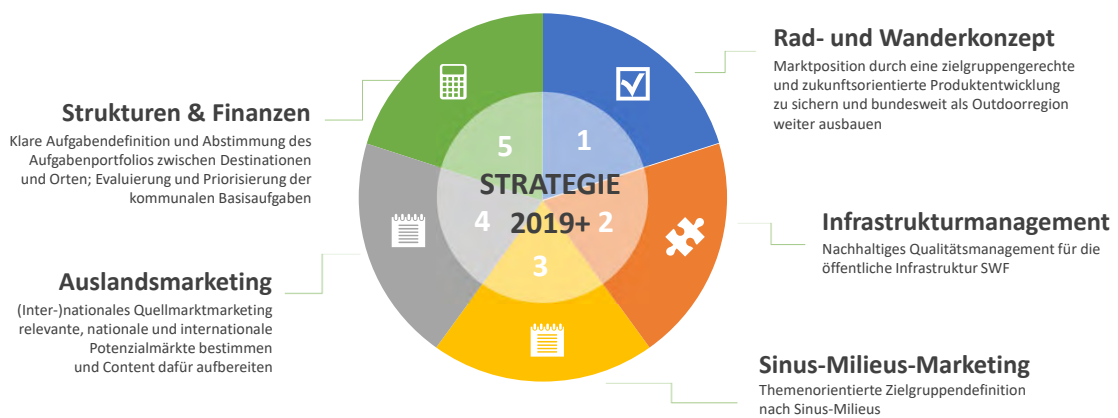 STRATEGIE
2019+
1
2
3
4
5
Rad- und Wanderkonzept
Marktposition durch eine zielgruppengerechte
und zukunftsorientierte Produktentwicklung
zu sichern und bundesweit als Outdoorregion
weiter ausbauen
Infrastrukturmanagement
Nachhaltiges Qualitätsmanagement für die
öffentliche Infrastruktur SWF
Sinus-Milieus-Marketing
Themenorientierte Zielgruppendefinition
nach Sinus-Milieus
Auslandsmarketing
(Inter-)nationales Quellmarktmarketing
relevante, nationale und internationale
Potenzialmärkte bestimmen
und Content dafür aufbereiten
Strukturen & Finanzen
Klare Aufgabendefinition und Abstimmung des
Aufgabenportfolios zwischen Destinationen
und Orten; Evaluierung und Priorisierung der
kommunalen Basisaufgaben